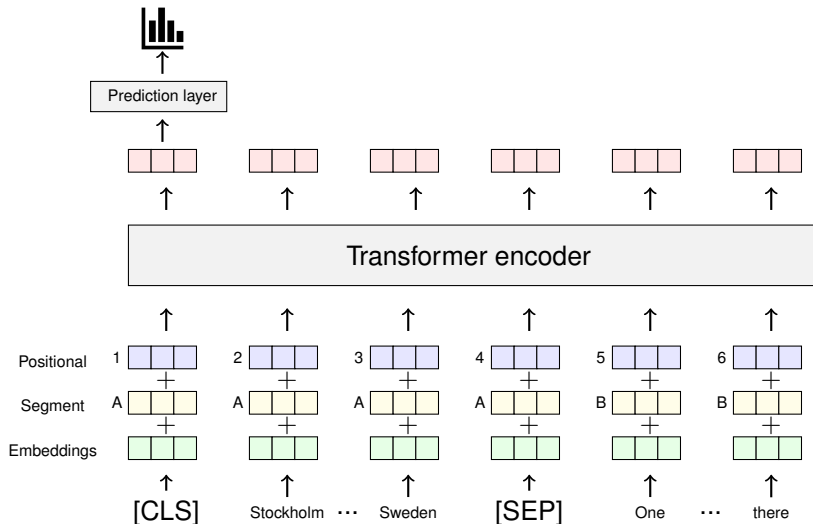 Prediction layer
Transformer encoder
Positional 1 2 3 4 5 6
+ + + + + +
Segment A A A A B B
+ + + + + +
Embeddings
[CLS] Stockholm ... Sweden [SEP] One ... there